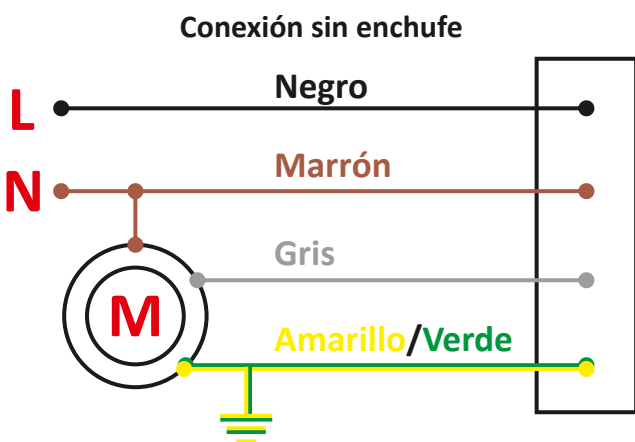 Conexión sin enchufe
Negro
L
Marrón
N
Gris
M
Amarillo/Verde